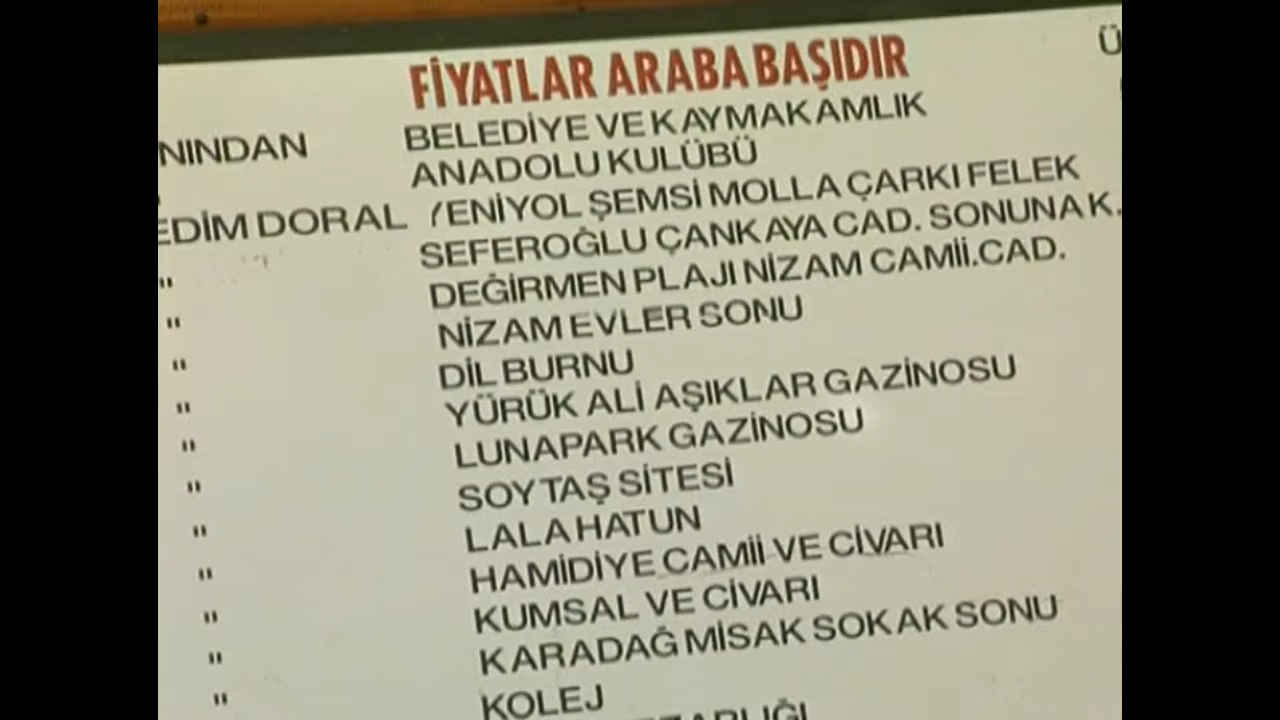 FİYATLAR ARABA BAŞIDIR Ü
NINDAN BELEDİYE VE KAYMAKAMLIK
ANADOLU KULÜBÜ
EDİM DORAL YENİYOL ŞEMSİ MOLLA ÇARKI FELEK
SEFEROĞLU ÇANKAYA CAD. SONUNA K.
" DEĞİRMEN PLAJI NİZAM CAMİİ.CAD.
" NİZAM EVLER SONU
" DİL BURNU
" YÜRÜK ALİ AŞIKLAR GAZİNOSU
" LUNAPARK GAZİNOSU
" SOYTAŞ SİTESİ
" LALA HATUN
" HAMİDİYE CAMİİ VE CİVARI
" KUMSAL VE CİVARI
" KARADAĞ MİSAK SOKAK SONU
" KOLEJ